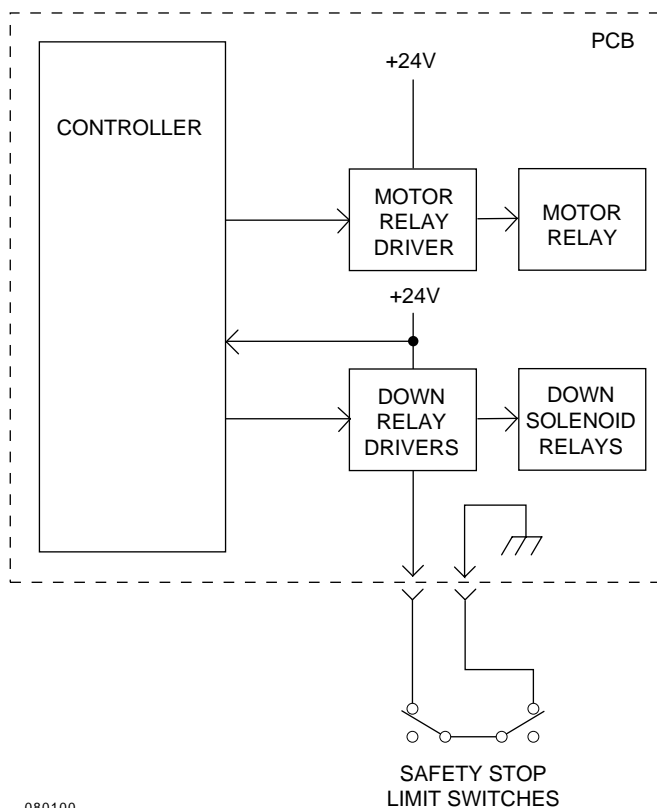 PCB
+24V
CONTROLLER
MOTOR
RELAY
DRIVER
MOTOR
RELAY
+24V
DOWN
RELAY
DRIVERS
DOWN
SOLENOID
RELAYS
SAFETY STOP
LIMIT SWITCHES
080100